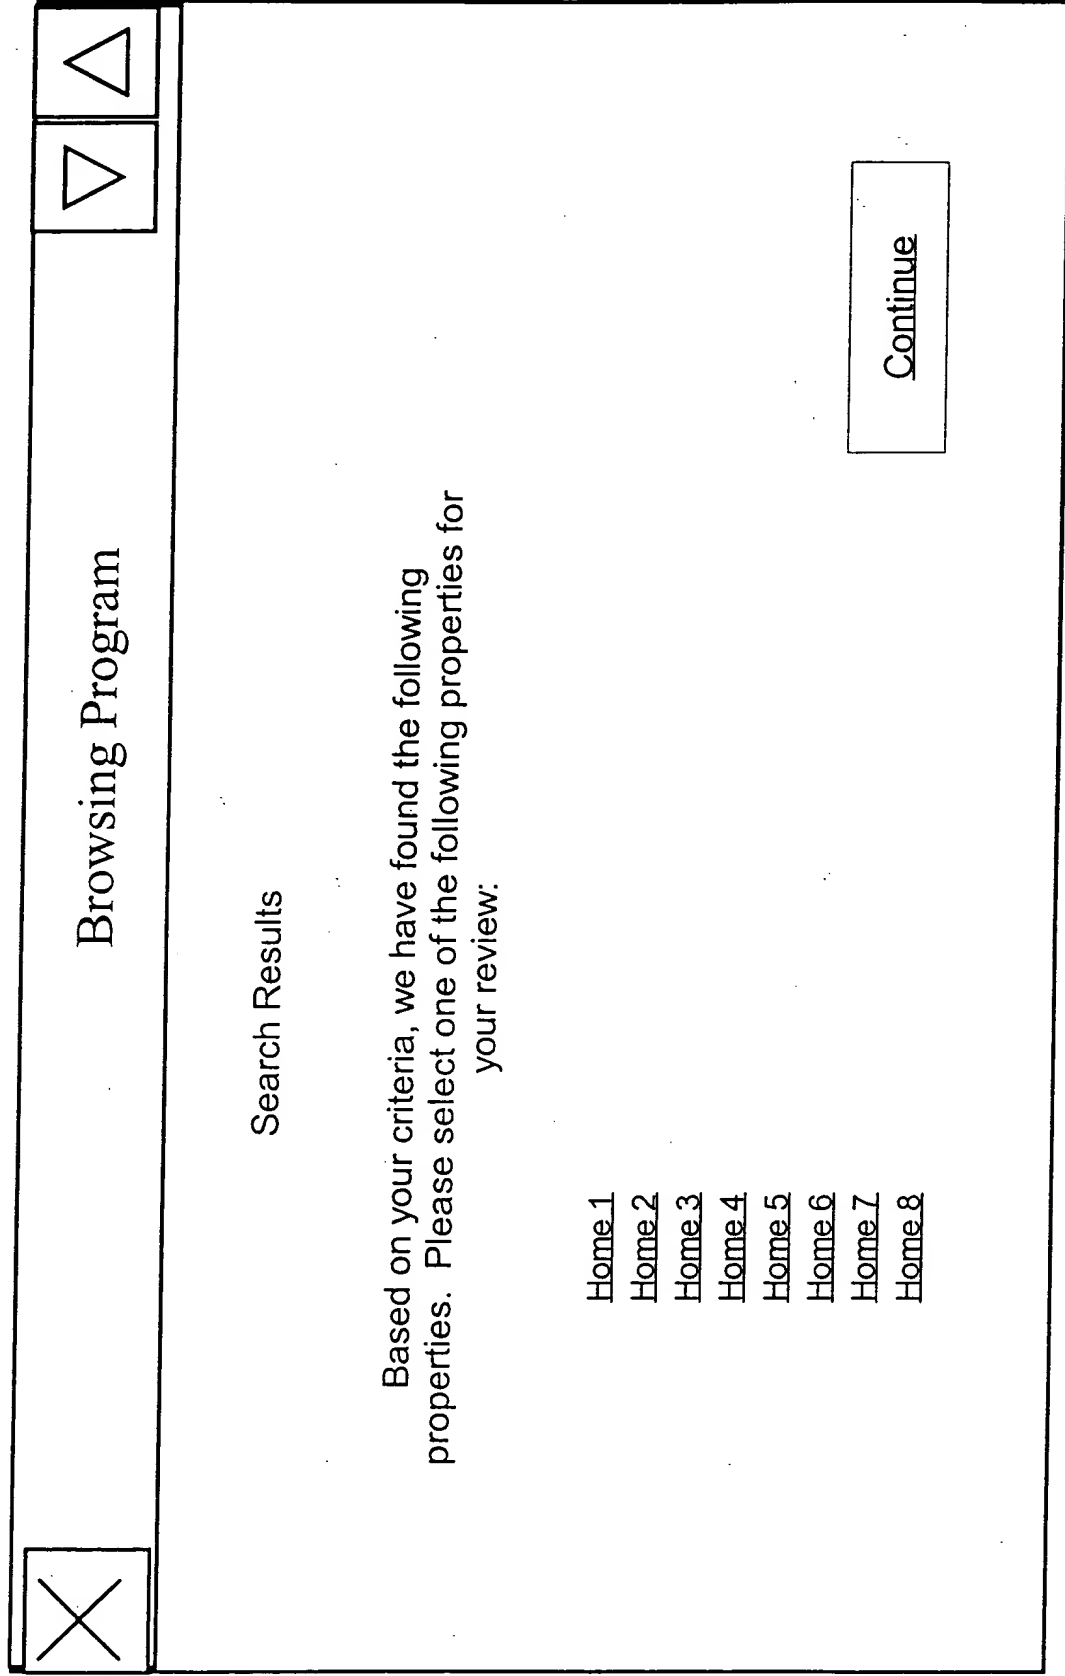 Browsing Program
Search Results
Based on your criteria, we have found the following
properties.  Please select one of the following properties for
your review:
Home 1
Home 2
Home 3
Home 4
Home 5
Home 6
Home 7
Home 8
Continue